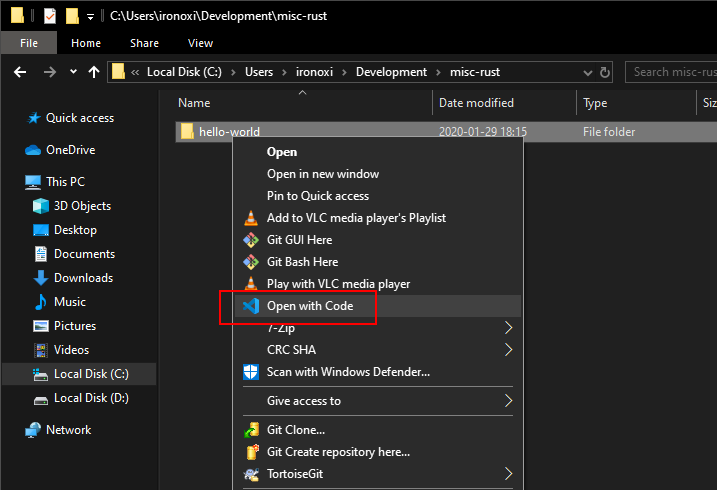 C:\Users\ironoxi\Development\misc-rust
File Home Share View
Local Disk (C:) Users ironoxi Development misc-rust
Search misc-rus
Name Date modified Type Siz
hello-world 2020-01-29 18:15 File folder
Quick access
OneDrive
This PC
3D Objects
Desktop
Documents
Downloads
Music
Pictures
Videos
Local Disk (C:)
Local Disk (D:)
Network
Open
Open in new window
Pin to Quick access
Add to VLC media player's Playlist
Git GUI Here
Git Bash Here
Play with VLC media player
Open with Code
7-Zip
CRC SHA
Scan with Windows Defender...
Give access to
Git Clone...
Git Create repository here...
TortoiseGit